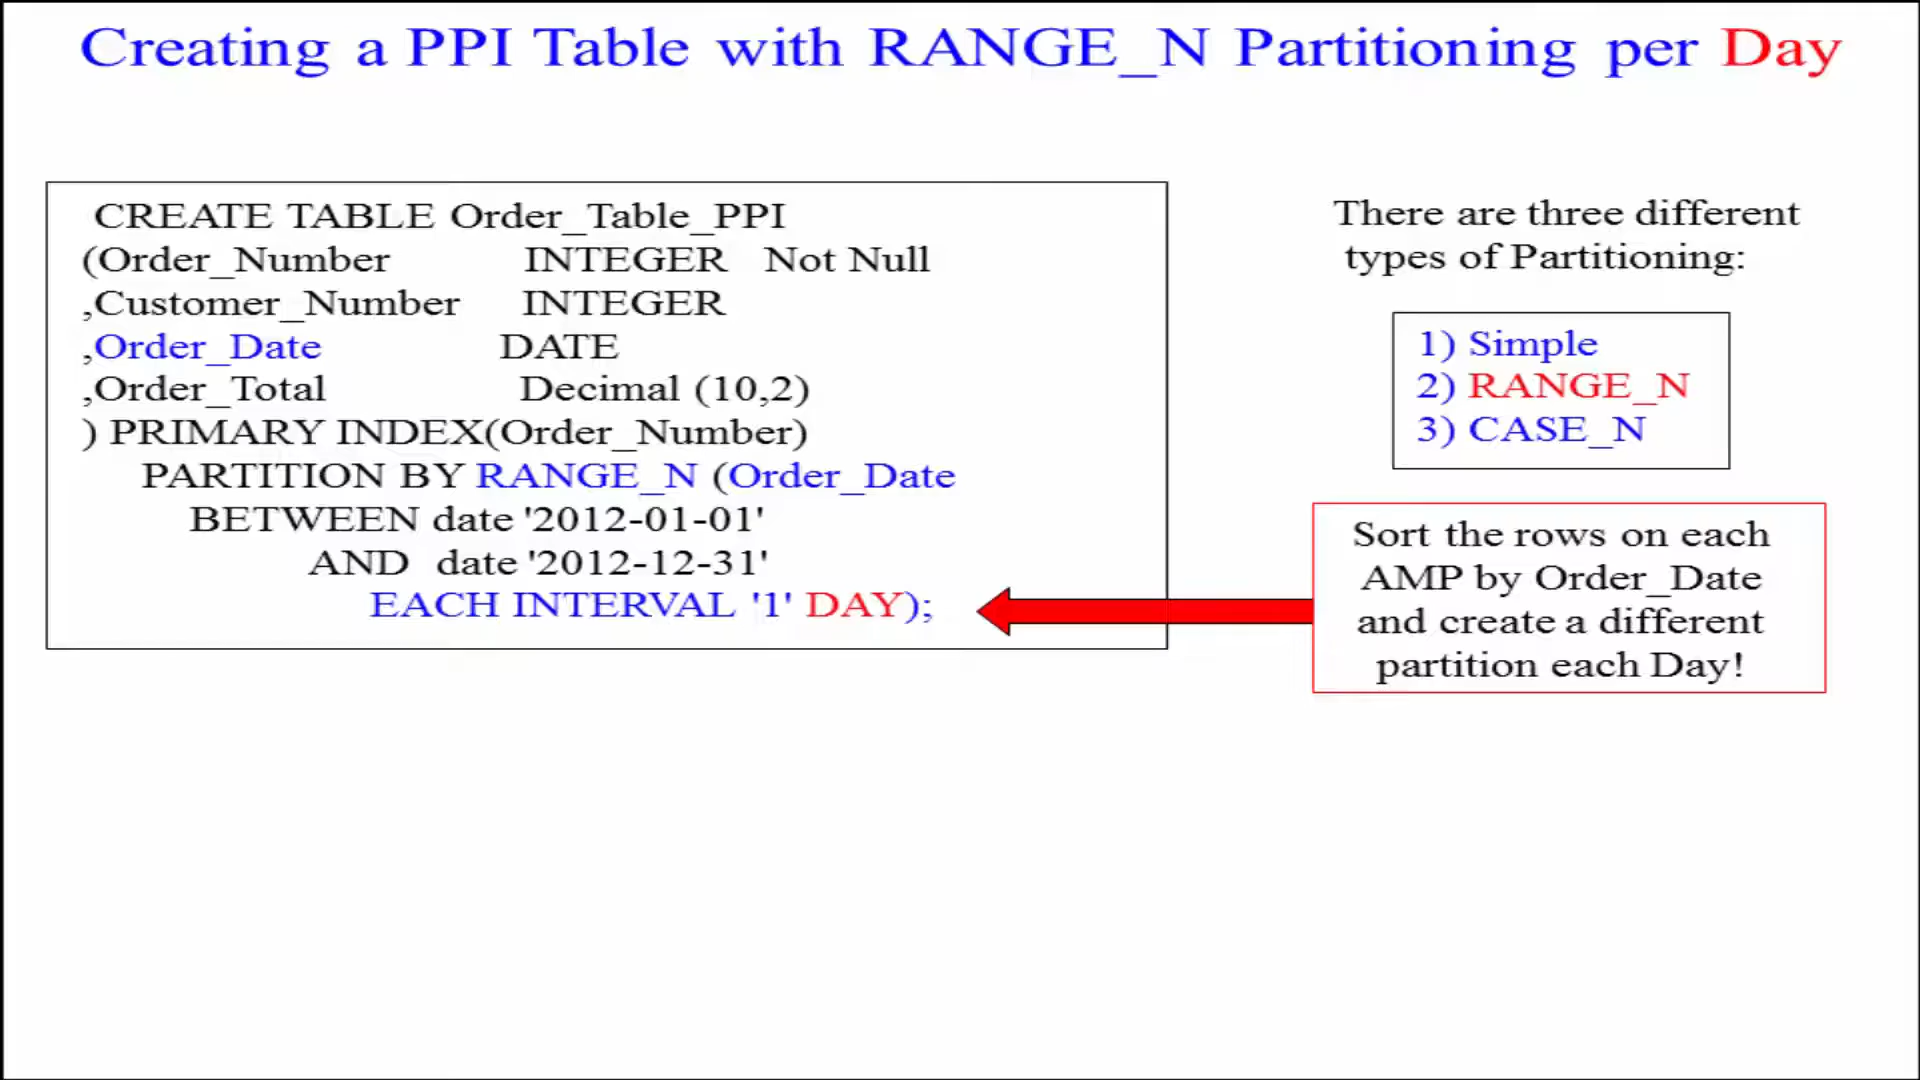 Creating a PPI Table with RANGE_N Partitioning per Day
CREATE TABLE Order_Table_PPI
(Order_Number INTEGER Not Null
,Customer_Number INTEGER
,Order_Date DATE
,Order_Total Decimal (10,2)
) PRIMARY INDEX(Order_Number)
PARTITION BY RANGE_N (Order_Date
BETWEEN date '2012-01-01'
AND date '2012-12-31'
EACH INTERVAL '1' DAY);
There are three different
types of Partitioning:
1) Simple
2) RANGE_N
3) CASE_N
Sort the rows on each
AMP by Order_Date
and create a different
partition each Day!